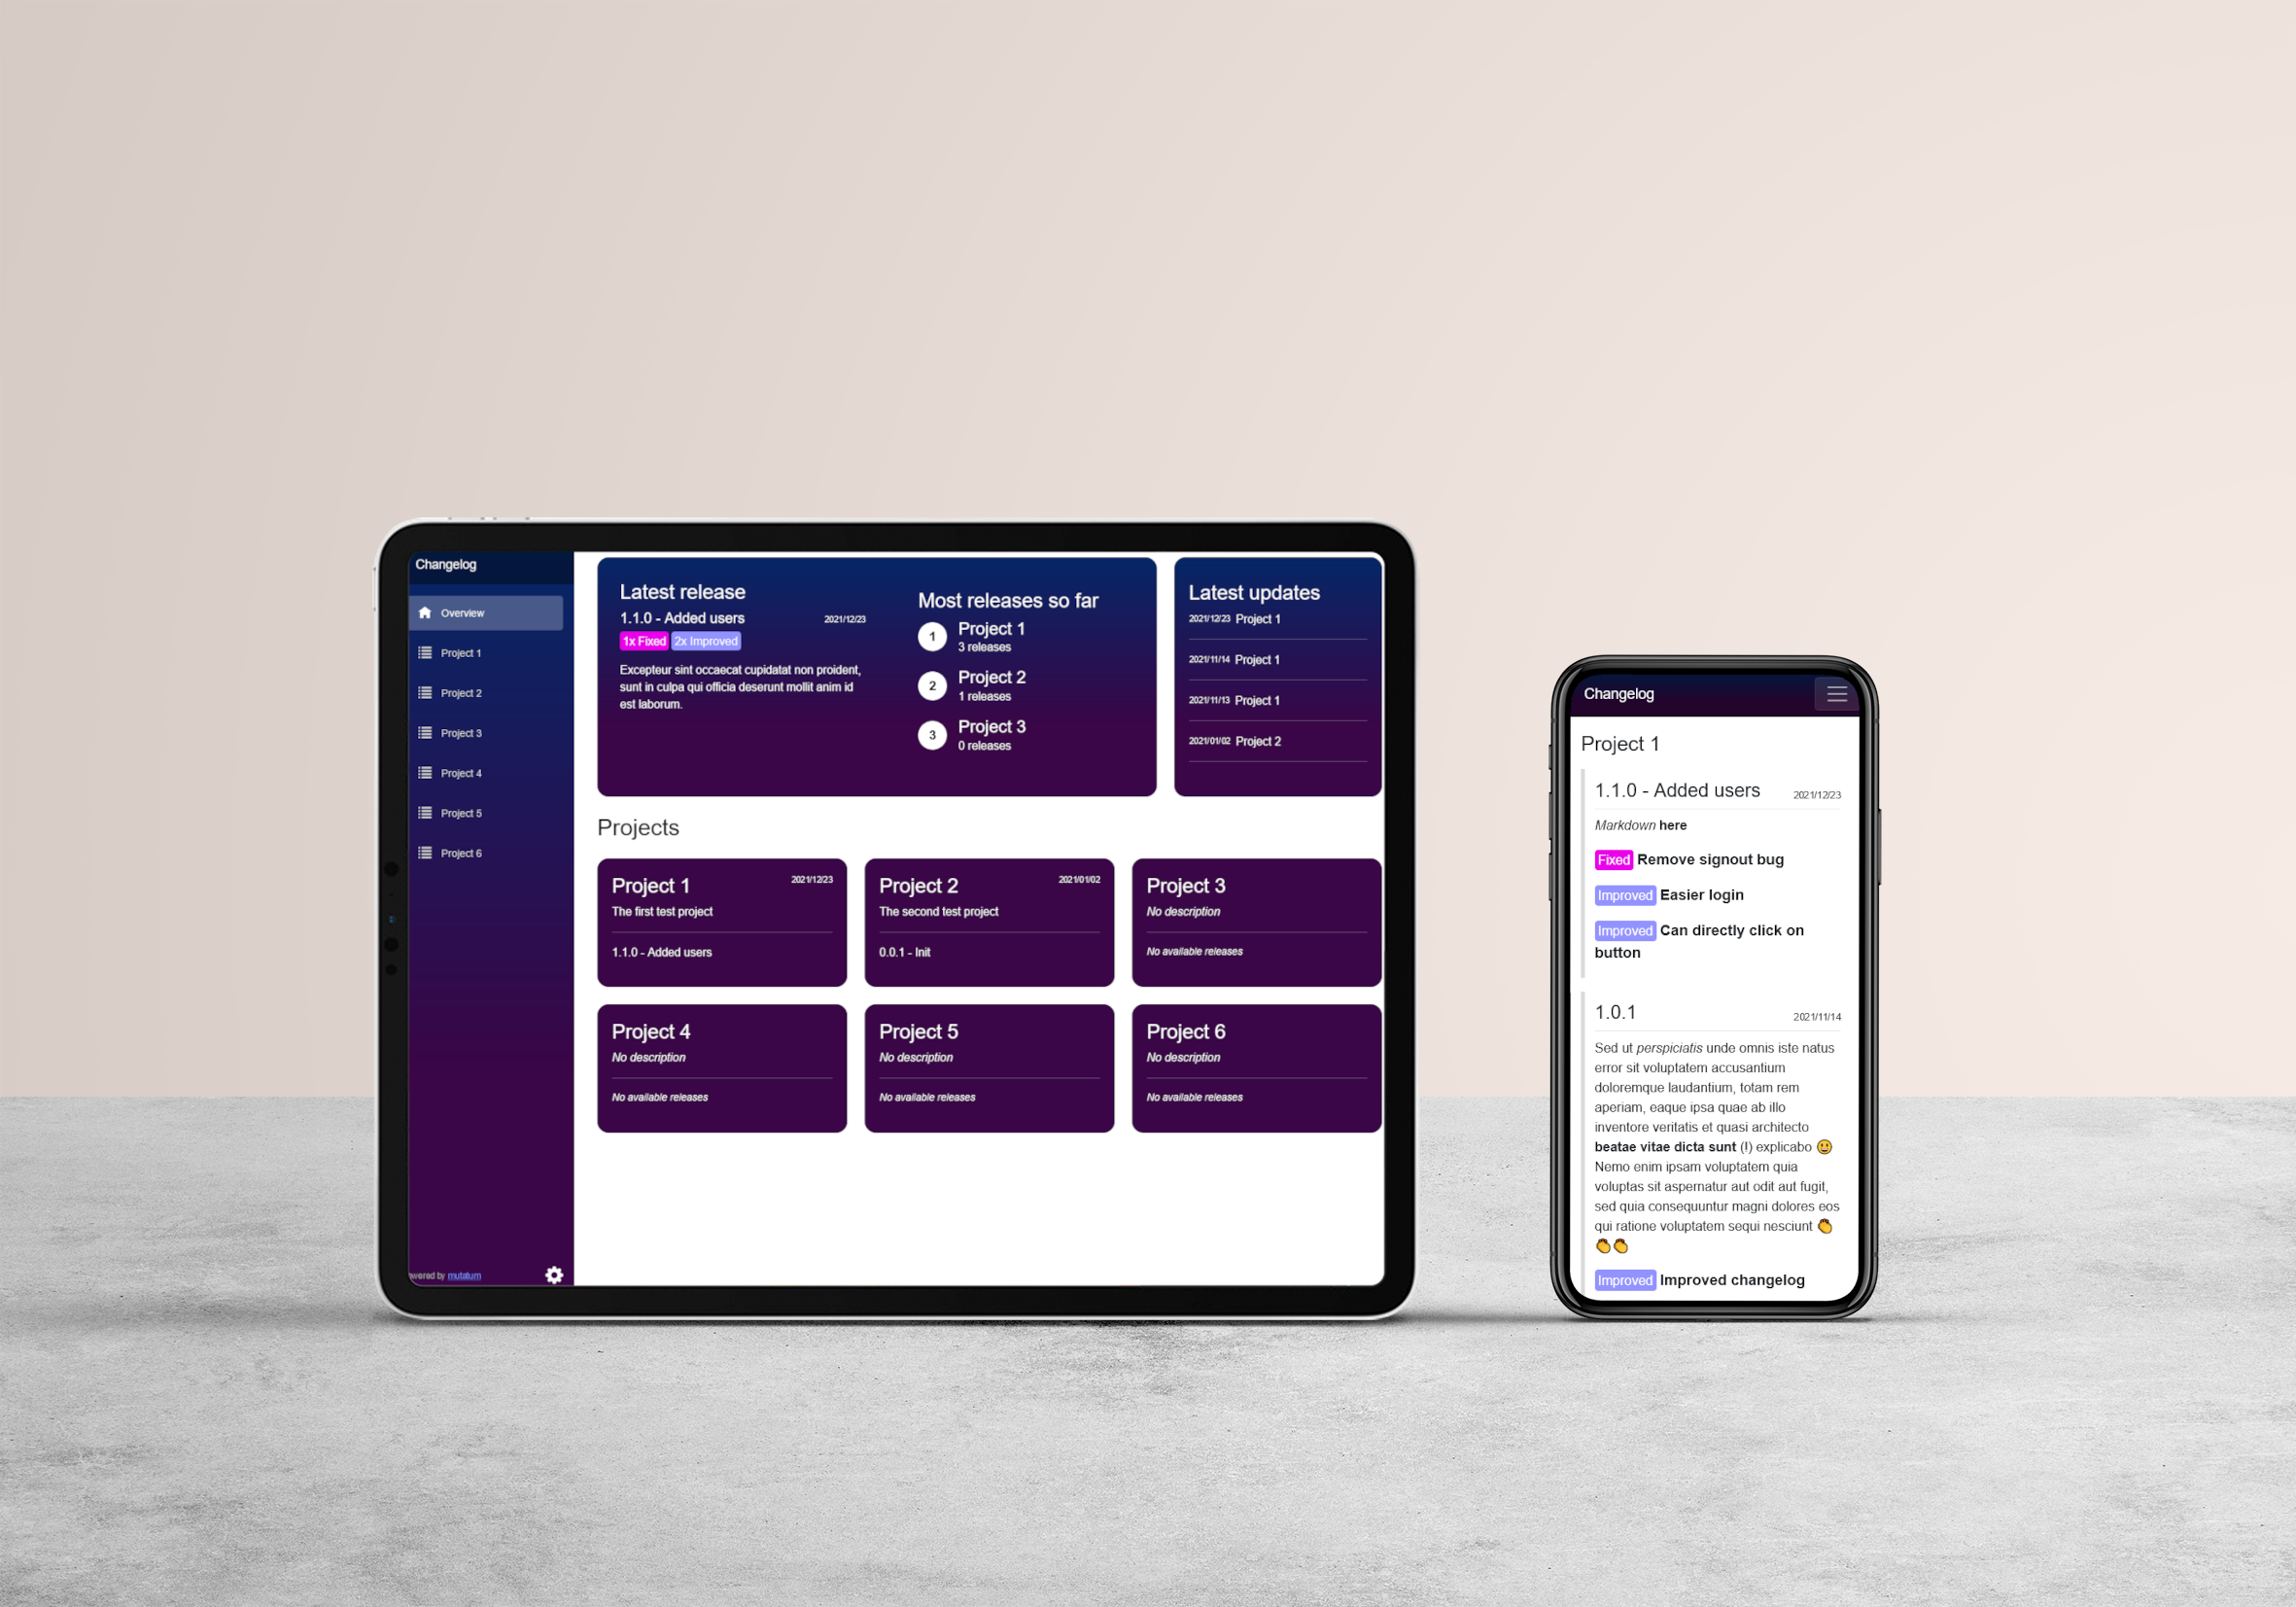 Changelog
Overview
Project 1
Project 2
Project 3
Project 4
Project 5
Project 6
wered by mutatum
Latest release
1.1.0 - Added users 2021/12/23
1x Fixed 2x Improved
Excepteur sint occaecat cupidatat non proident,
sunt in culpa qui officia deserunt mollit anim id
est laborum.
Most releases so far
1 Project 1
3 releases
2 Project 2
1 releases
3 Project 3
0 releases
Latest updates
2021/12/23 Project 1
2021/11/14 Project 1
2021/11/13 Project 1
2021/01/02 Project 2
Projects
Project 1 2021/12/23
The first test project
1.1.0 - Added users
Project 2 2021/01/02
The second test project
0.0.1 - Init
Project 3
No description
No available releases
Project 4
No description
No available releases
Project 5
No description
No available releases
Project 6
No description
No available releases
Changelog
Project 1
1.1.0 - Added users 2021/12/23
Markdown here
Fixed Remove signout bug
Improved Easier login
Improved Can directly click on
button
1.0.1 2021/11/14
Sed ut perspiciatis unde omnis iste natus
error sit voluptatem accusantium
doloremque laudantium, totam rem
aperiam, eaque ipsa quae ab illo
inventore veritatis et quasi architecto
beatae vitae dicta sunt (!) explicabo 🙂
Nemo enim ipsam voluptatem quia
voluptas sit aspernatur aut odit aut fugit,
sed quia consequuntur magni dolores eos
qui ratione voluptatem sequi nesciunt 👏
👏👏
Improved Improved changelog